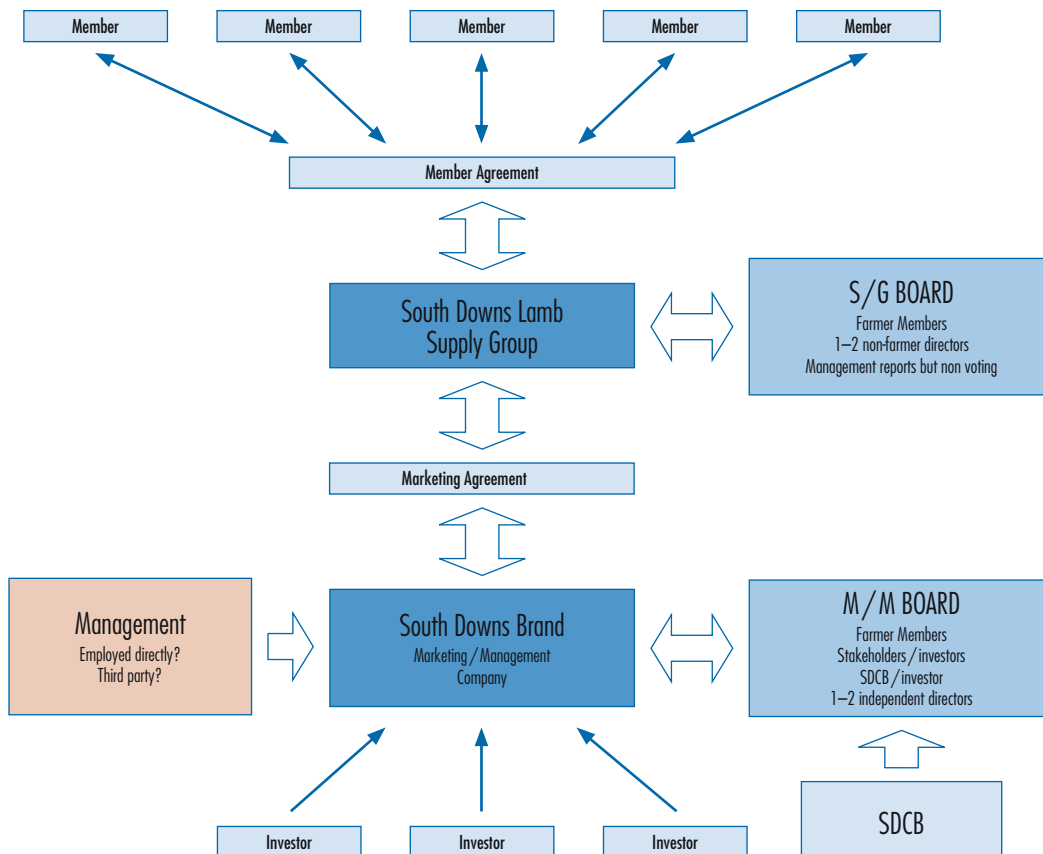 Member
Member
Member
Member
Member
Member Agreement
South Downs Lamb
Supply Group
S/G BOARD
Farmer Members
1–2 non-farmer directors
Management reports but non voting
Marketing Agreement
Management
Employed directly?
Third party?
South Downs Brand
Marketing/Management
Company
M/M BOARD
Farmer Members
Stakeholders/investors
SDCB/investor
1–2 independent directors
Investor
Investor
Investor
SDCB